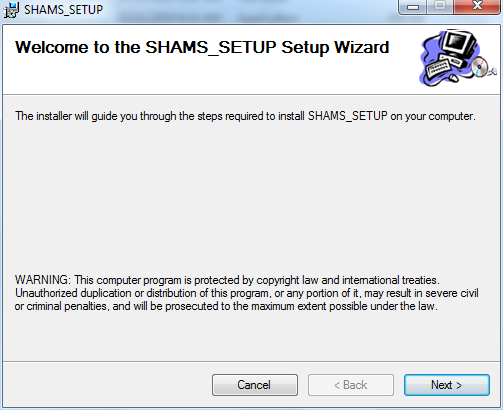 SHAMS_SETUP
Welcome to the SHAMS_SETUP Setup Wizard
The installer will guide you through the steps required to install SHAMS_SETUP on your computer.
WARNING: This computer program is protected by copyright law and international treaties.
Unauthorized duplication or distribution of this program, or any portion of it, may result in severe civil
or criminal penalties, and will be prosecuted to the maximum extent possible under the law.
Cancel
< Back
Next >